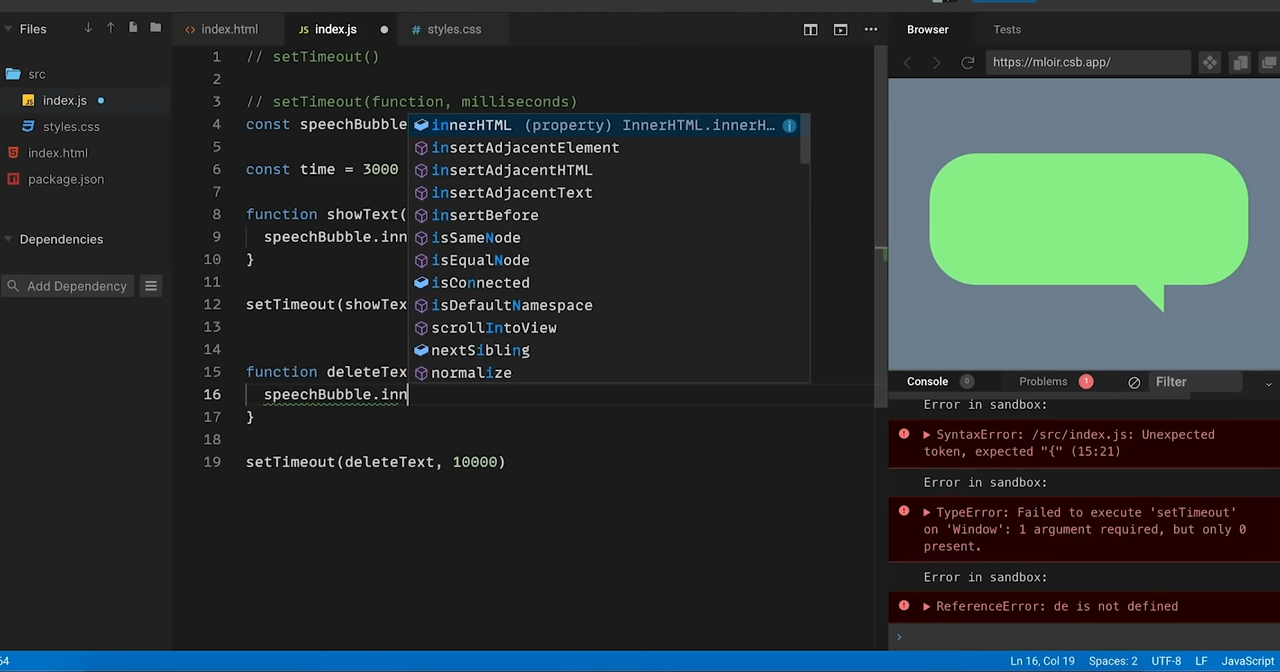 Files
index.html
JS index.js
# styles.css
Browser
Tests
https://mloir.csb.app/
src
index.js
styles.css
index.html
package.json
Dependencies
Add Dependency
1 // setTimeout()
2
3 // setTimeout(function, milliseconds)
4 const speechBubble
5
6 const time = 3000
7
8 function showText(
9 speechBubble.inn
10 }
11
12 setTimeout(showTex
13
14
15 function deleteTex
16 speechBubble.inn
17 }
18
19 setTimeout(deleteText, 10000)
innerHTML (property) InnerHTML.innerH…
insertAdjacentElement
insertAdjacentHTML
insertAdjacentText
insertBefore
isSameNode
isEqualNode
isConnected
isDefaultNamespace
scrollIntoView
nextSibling
normalize
Console 0 Problems 1 Filter
Error in sandbox:
SyntaxError: /src/index.js: Unexpected
token, expected "{" (15:21)
Error in sandbox:
TypeError: Failed to execute 'setTimeout'
on 'Window': 1 argument required, but only 0
present.
Error in sandbox:
ReferenceError: de is not defined
64
Ln 16, Col 19 Spaces: 2 UTF-8 LF JavaScript